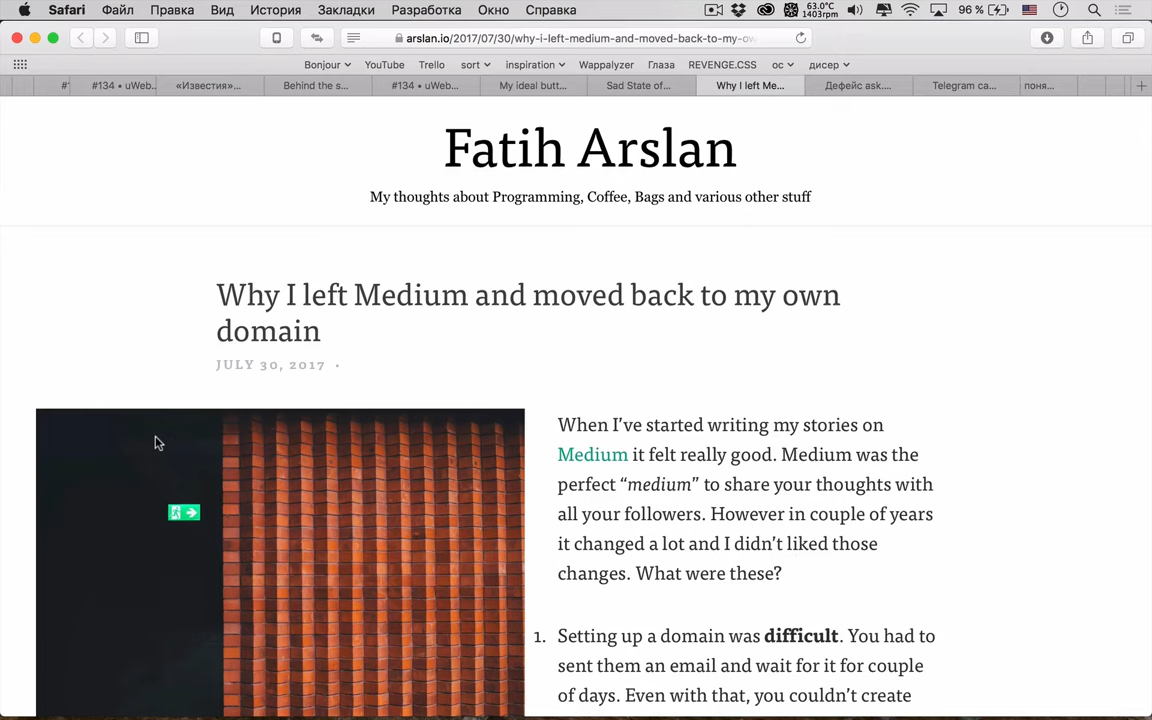 Safari Файл Правка Вид История Закладки Разработка Окно Справка 63.0°C 1403rpm 96 %
arslan.io/2017/07/30/why-i-left-medium-and-moved-back-to-my-ow
Bonjour YouTube Trello sort inspiration Wappalyzer Глаза REVENGE.CSS ос дисер
#1 #134 • uWeb... «Известия»... Behind the s... #134 • uWeb... My ideal butt... Sad State of... Why I left Me... Дефейс ask.... Telegram ca... поня...
Fatih Arslan
My thoughts about Programming, Coffee, Bags and various other stuff
Why I left Medium and moved back to my own
domain
JULY 30, 2017 •
When I’ve started writing my stories on
Medium it felt really good. Medium was the
perfect “medium” to share your thoughts with
all your followers. However in couple of years
it changed a lot and I didn’t liked those
changes. What were these?
1. Setting up a domain was difficult. You had to
sent them an email and wait for it for couple
of days. Even with that, you couldn’t create